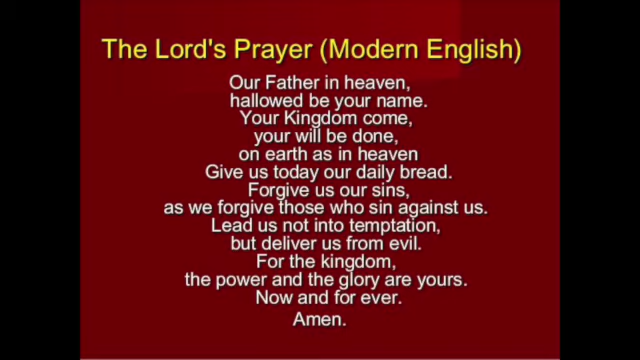 The Lord's Prayer (Modern English)
Our Father in heaven,
hallowed be your name.
Your Kingdom come,
your will be done,
on earth as in heaven
Give us today our daily bread.
Forgive us our sins,
as we forgive those who sin against us.
Lead us not into temptation,
but deliver us from evil.
For the kingdom,
the power and the glory are yours.
Now and for ever.
Amen.